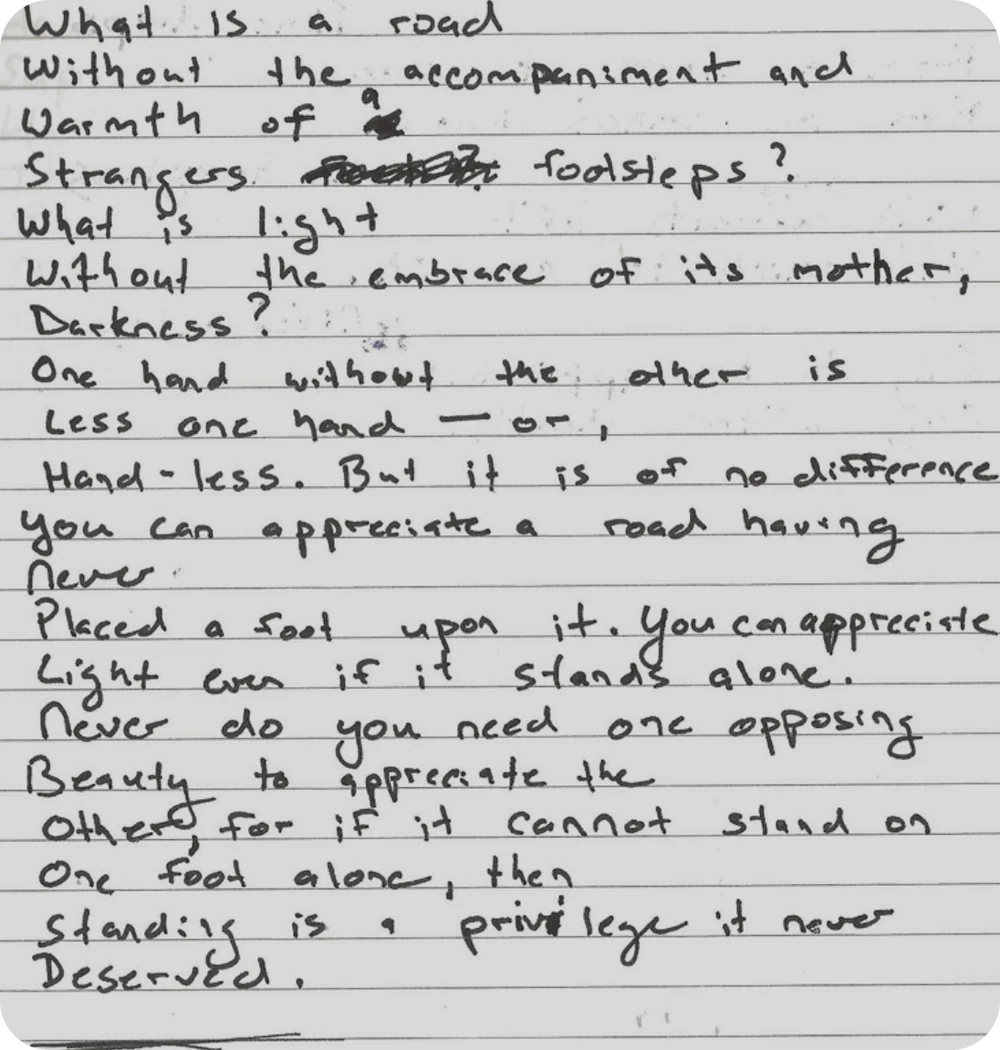 What is a road
Without the accompaniment and
Warmth of a
Strangers footsteps?
What is light
Without the embrace of its mother,
Darkness?
One hand without the other is
Less one hand — or,
Hand-less. But it is of no difference
You can appreciate a road having
Never
Placed a foot upon it. You can appreciate
Light even if it stands alone.
Never do you need one opposing
Beauty to appreciate the
Other, for if it cannot stand on
One foot alone, then
Standing is a privilege it never
Deserved.